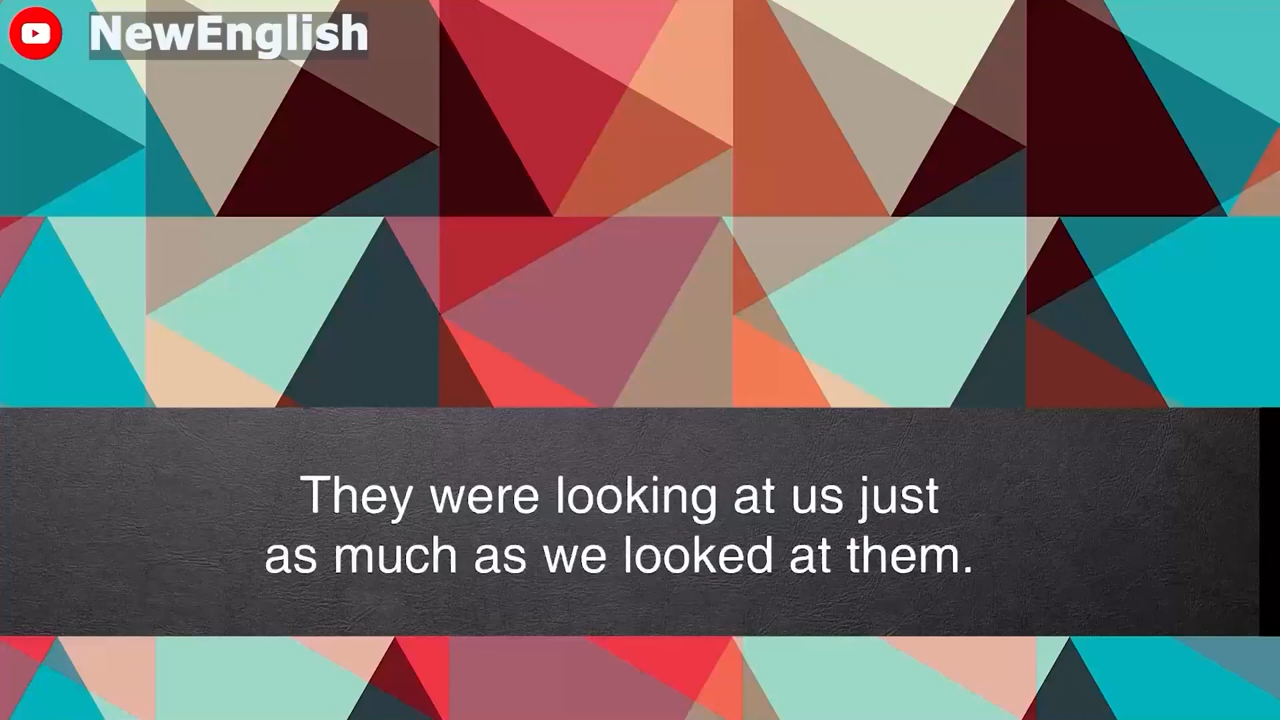 NewEnglish
They were looking at us just
as much as we looked at them.